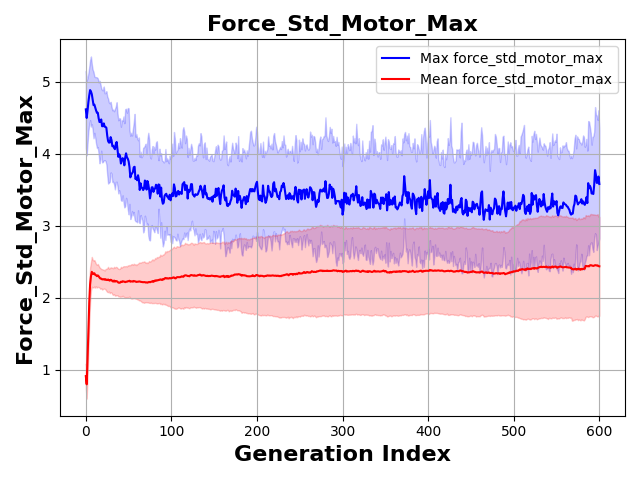 Force_Std_Motor_Max
Max force_std_motor_max
Mean force_std_motor_max
Force_Std_Motor_Max
5
4
3
2
1
0 100 200 300 400 500 600
Generation Index